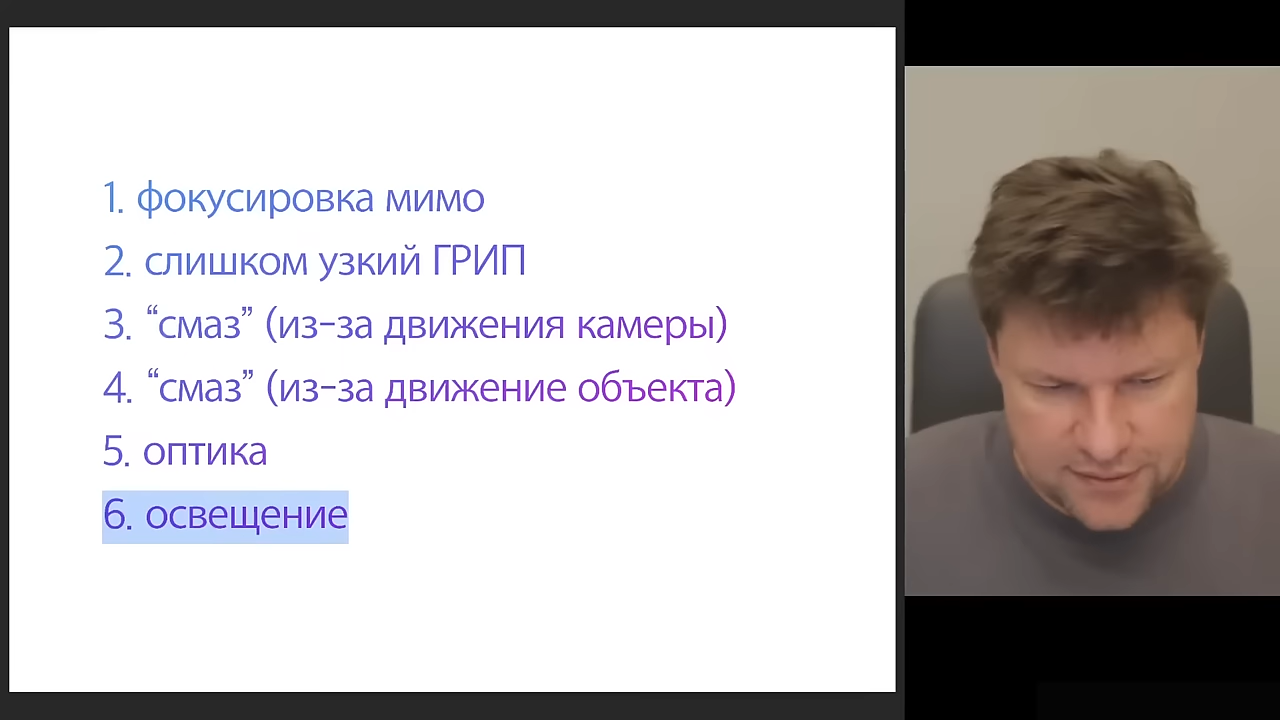 1. фокусировка мимо
2. слишком узкий ГРИП
3. “смаз” (из-за движения камеры)
4. “смаз” (из-за движение объекта)
5. оптика
6. освещение